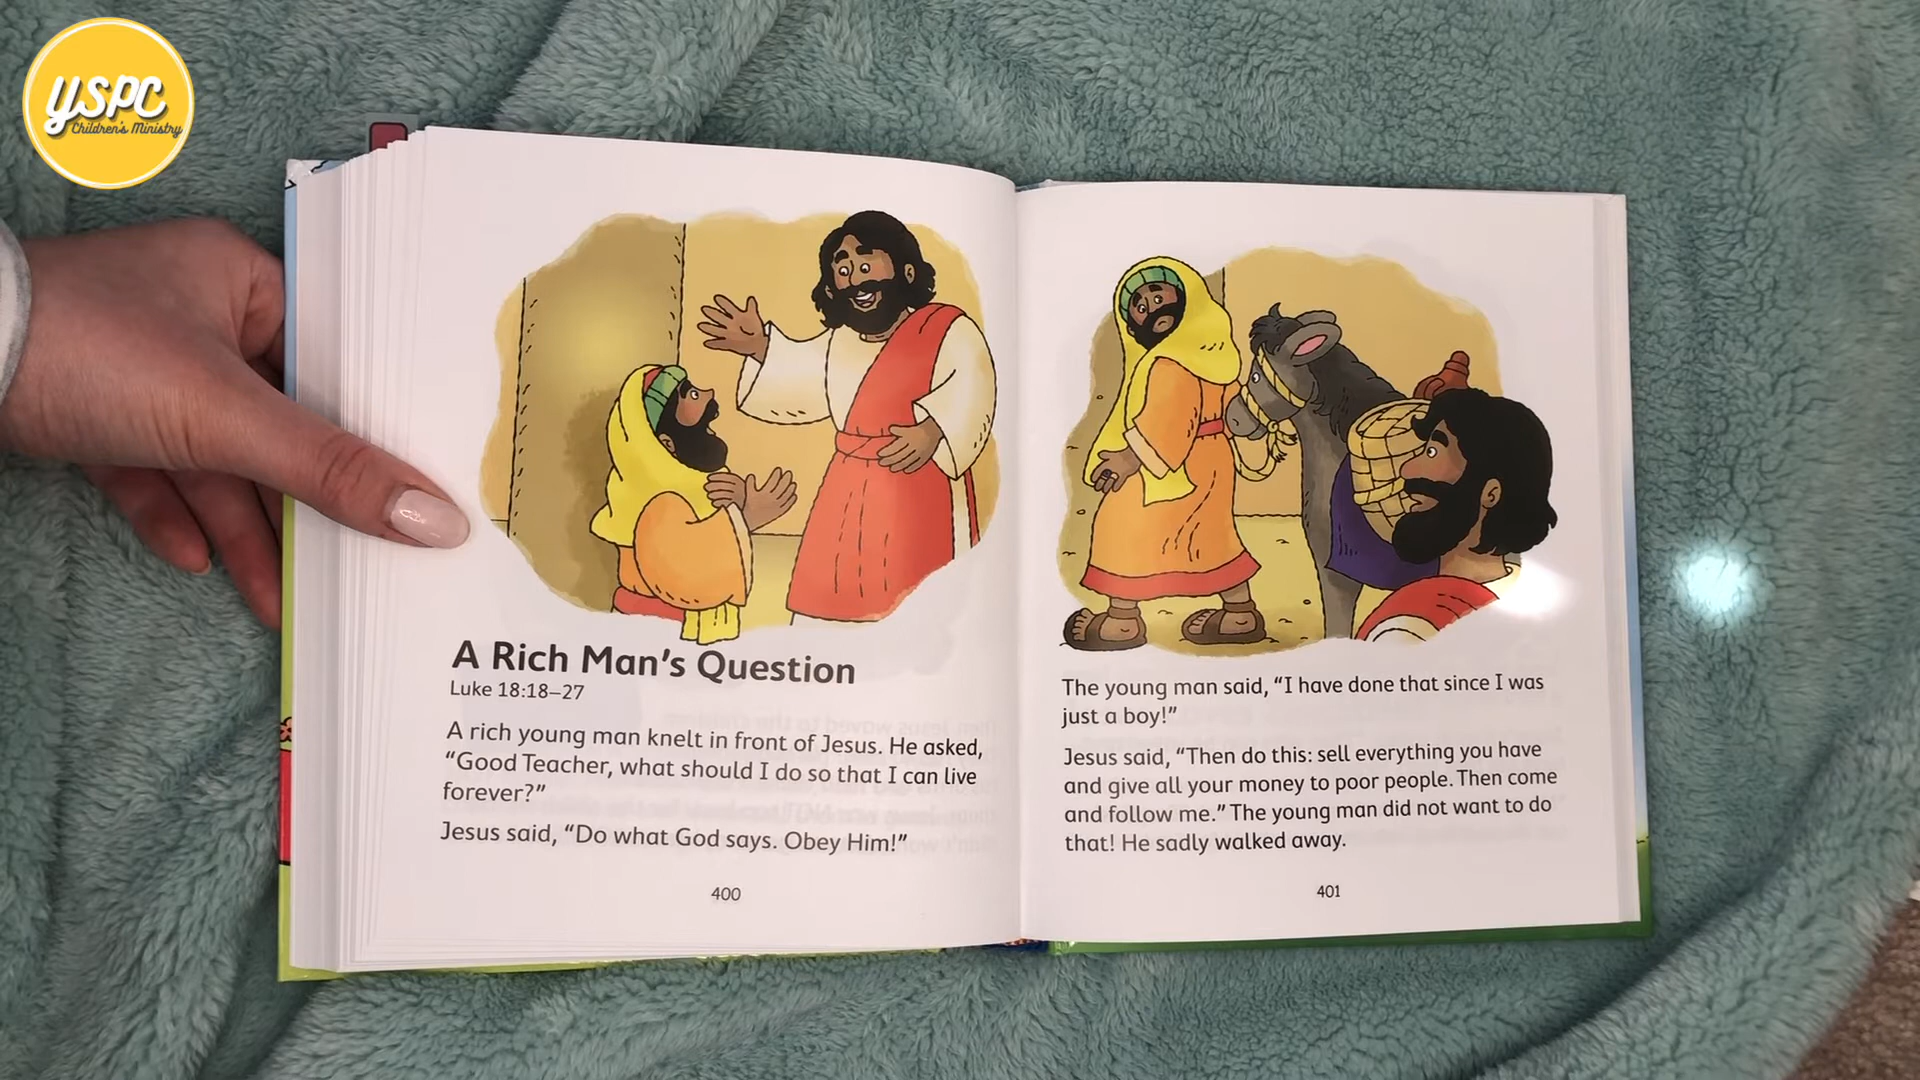 YSPC
Children's Ministry
A Rich Man's Question
Luke 18:18–27
A rich young man knelt in front of Jesus. He asked,
“Good Teacher, what should I do so that I can live
forever?”
Jesus said, “Do what God says. Obey Him!”
400
The young man said, “I have done that since I was
just a boy!”
Jesus said, “Then do this: sell everything you have
and give all your money to poor people. Then come
and follow me.” The young man did not want to do
that! He sadly walked away.
401